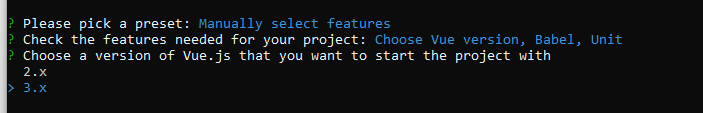 ? Please pick a preset: Manually select features
? Check the features needed for your project: Choose Vue version, Babel, Unit
? Choose a version of Vue.js that you want to start the project with
2.x
> 3.x